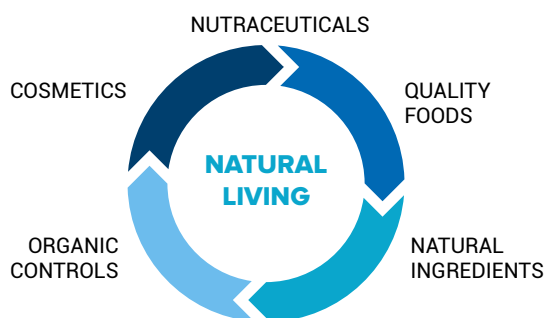 NUTRACEUTICALS
COSMETICS
QUALITY
FOODS
NATURAL
LIVING
ORGANIC
CONTROLS
NATURAL
INGREDIENTS